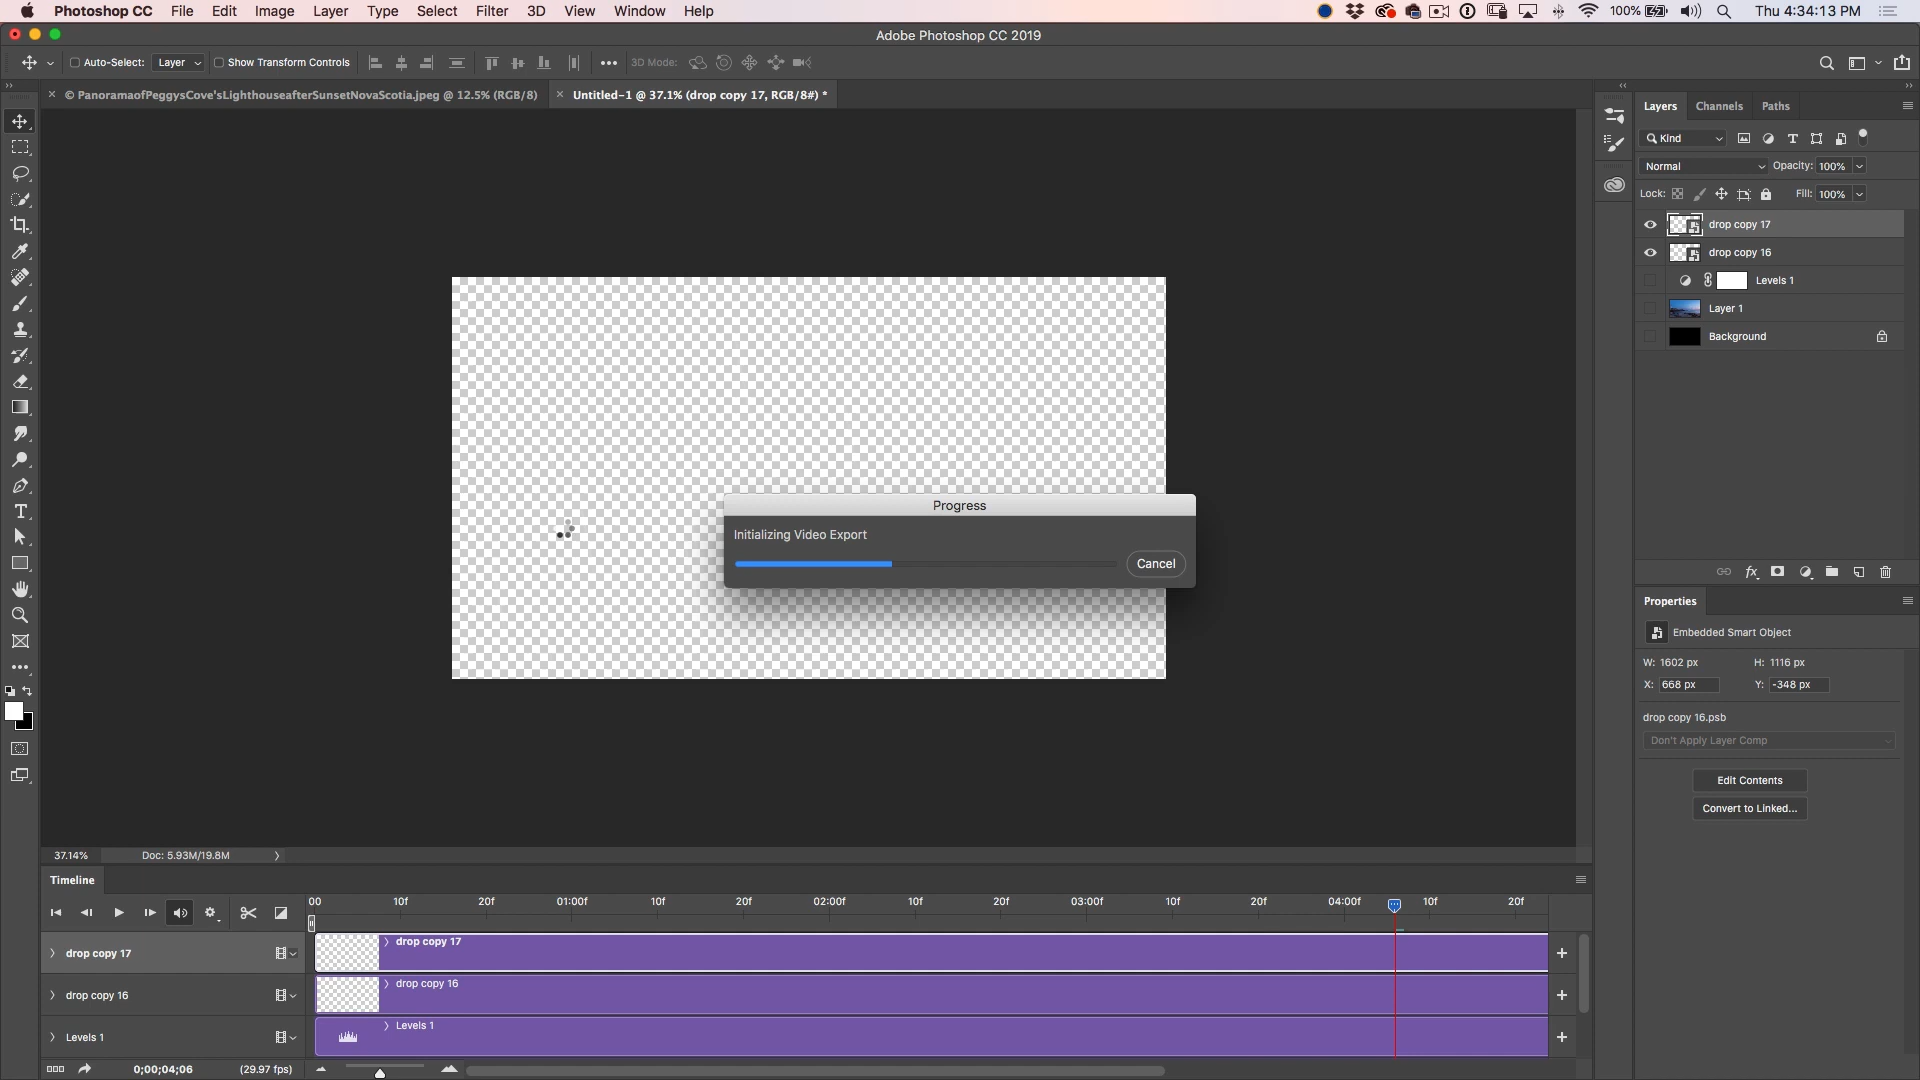 Photoshop CC File Edit Image Layer Type Select Filter 3D View Window Help 100% Thu 4:34:13 PM
Adobe Photoshop CC 2019
Auto-Select: Layer Show Transform Controls 3D Mode:
© PanoramaofPeggysCove'sLighthouseafterSunsetNovaScotia.jpeg @ 12.5% (RGB/8) Untitled-1 @ 37.1% (drop copy 17, RGB/8#) *
Layers Channels Paths
Kind
Normal Opacity: 100%
Lock: Fill: 100%
drop copy 17
drop copy 16
Levels 1
Layer 1
Background
Progress
Initializing Video Export
Cancel
fx
Properties
Embedded Smart Object
W: 1602 px H: 1116 px
X: 668 px Y: -348 px
drop copy 16.psb
Don't Apply Layer Comp
Edit Contents
Convert to Linked...
37.14% Doc: 5.93M/19.8M
Timeline
00 10f 20f 01:00f 10f 20f 02:00f 10f 20f 03:00f 10f 20f 04:00f 10f 20f
drop copy 17 drop copy 17
drop copy 16 drop copy 16
Levels 1 Levels 1
0;00;04;06 (29.97 fps)